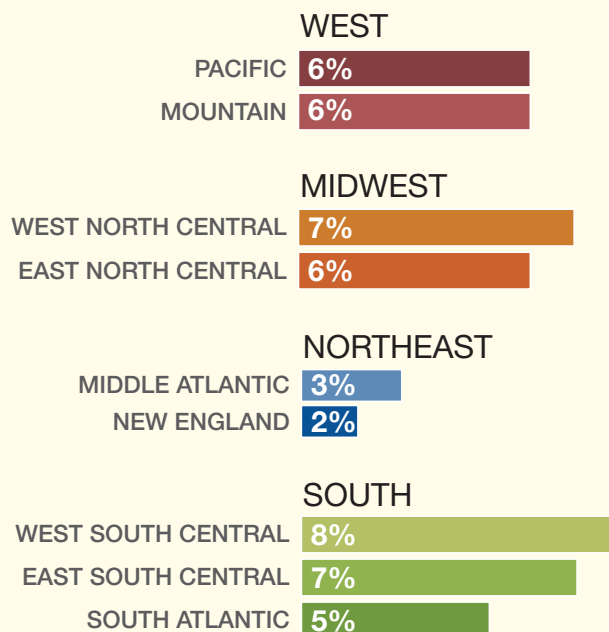 WEST
PACIFIC 6%
MOUNTAIN 6%
MIDWEST
WEST NORTH CENTRAL 7%
EAST NORTH CENTRAL 6%
NORTHEAST
MIDDLE ATLANTIC 3%
NEW ENGLAND 2%
SOUTH
WEST SOUTH CENTRAL 8%
EAST SOUTH CENTRAL 7%
SOUTH ATLANTIC 5%